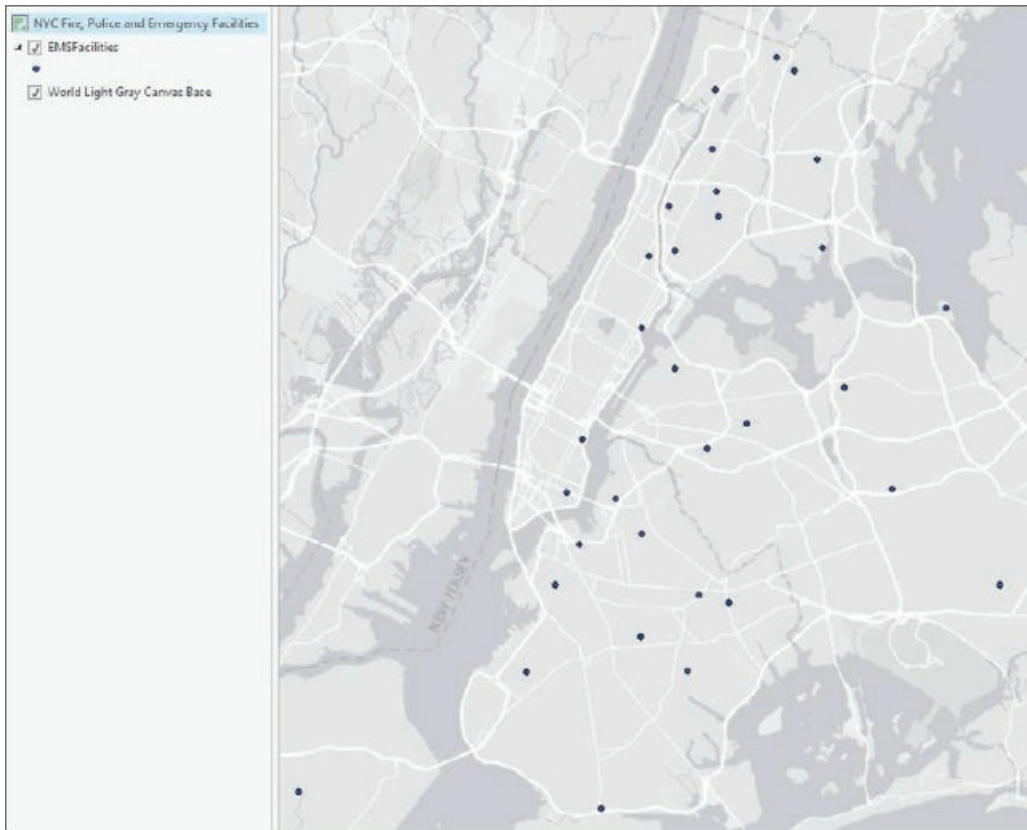 NYC Fire, Police and Emergency Facilities
EMSFacilities
World Light Gray Canvas Base
NEW JERSEY